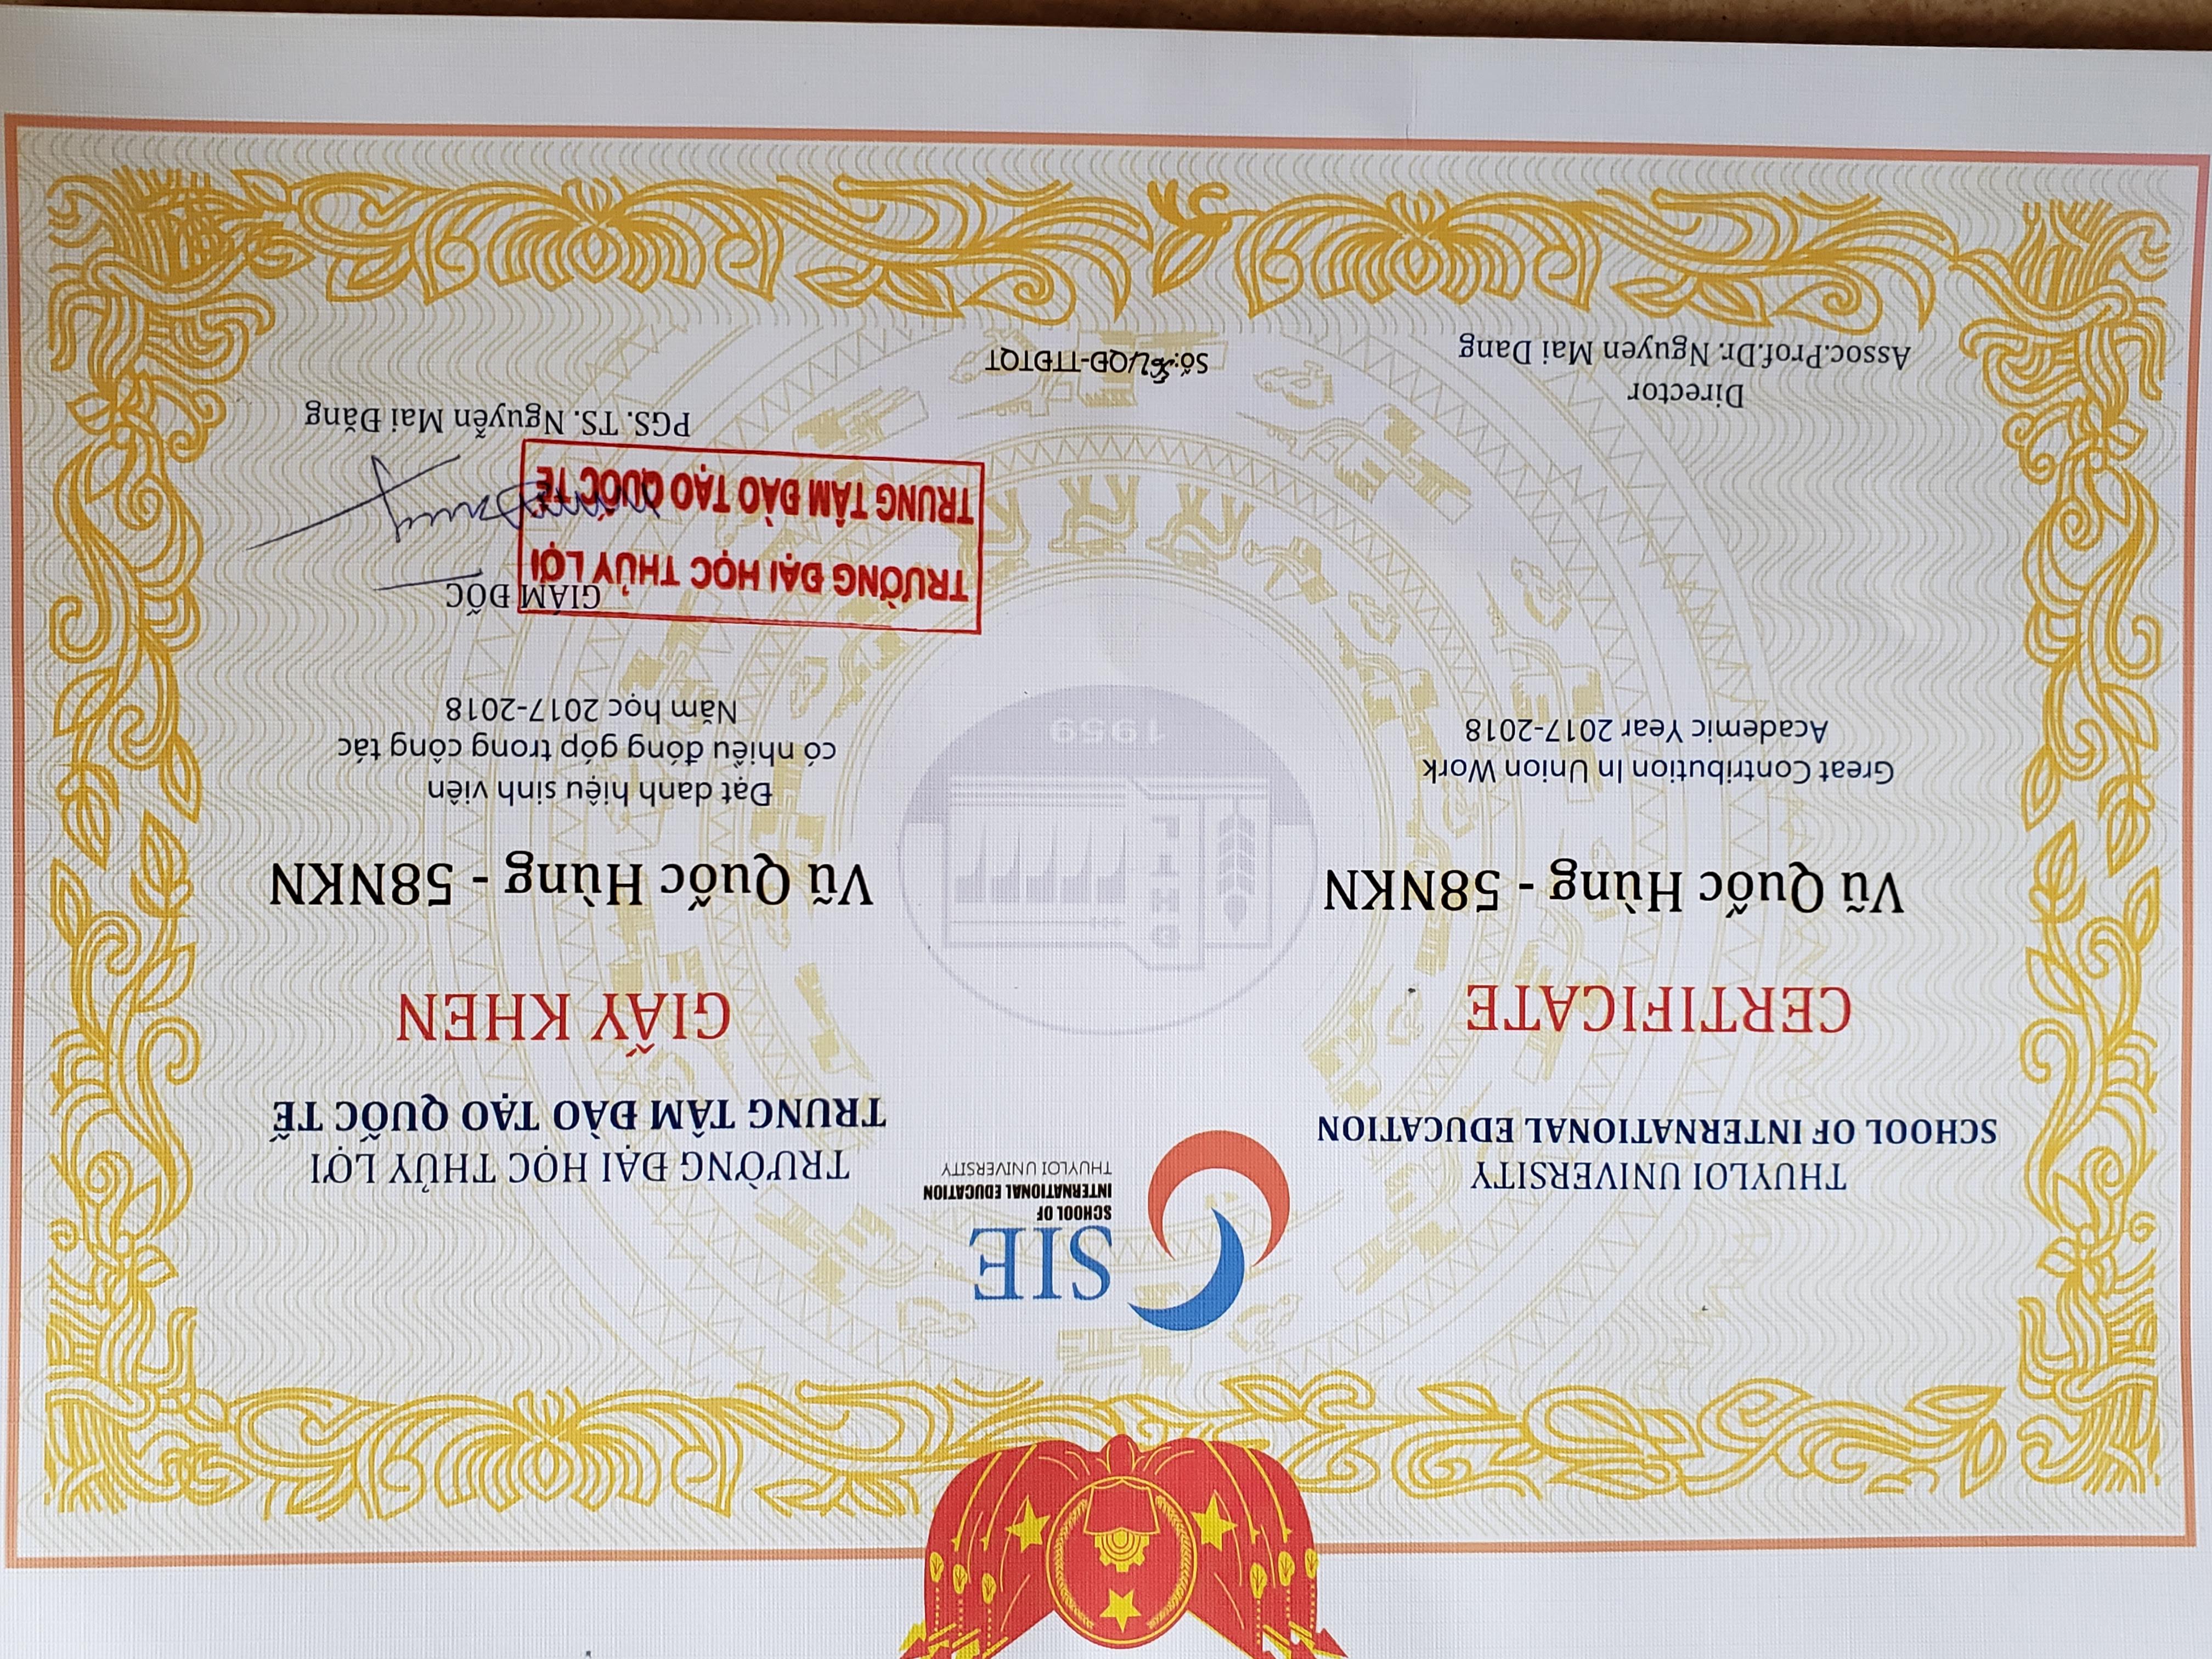 SIE
SCHOOL OF
INTERNATIONAL EDUCATION
THUYLOI UNIVERSITY
THUYLOI UNIVERSITY
SCHOOL OF INTERNATIONAL EDUCATION
CERTIFICATE
Vũ Quốc Hùng - 58NKN
Great Contribution In Union Work
Academic Year 2017-2018
Director
Assoc.Prof.Dr. Nguyen Mai Dang
TRƯỜNG ĐẠI HỌC THỦY LỢI
TRUNG TÂM ĐÀO TẠO QUỐC TẾ
GIẤY KHEN
Vũ Quốc Hùng - 58NKN
Đạt danh hiệu sinh viên
có nhiều đóng góp trong công tác
Năm học 2017-2018
GIÁM ĐỐC
TRƯỜNG ĐẠI HỌC THỦY LỢI
TRUNG TÂM ĐÀO TẠO QUỐC TẾ
PGS. TS. Nguyễn Mai Đăng
Số: QĐ-TTĐTQT
ĐHTL
1959